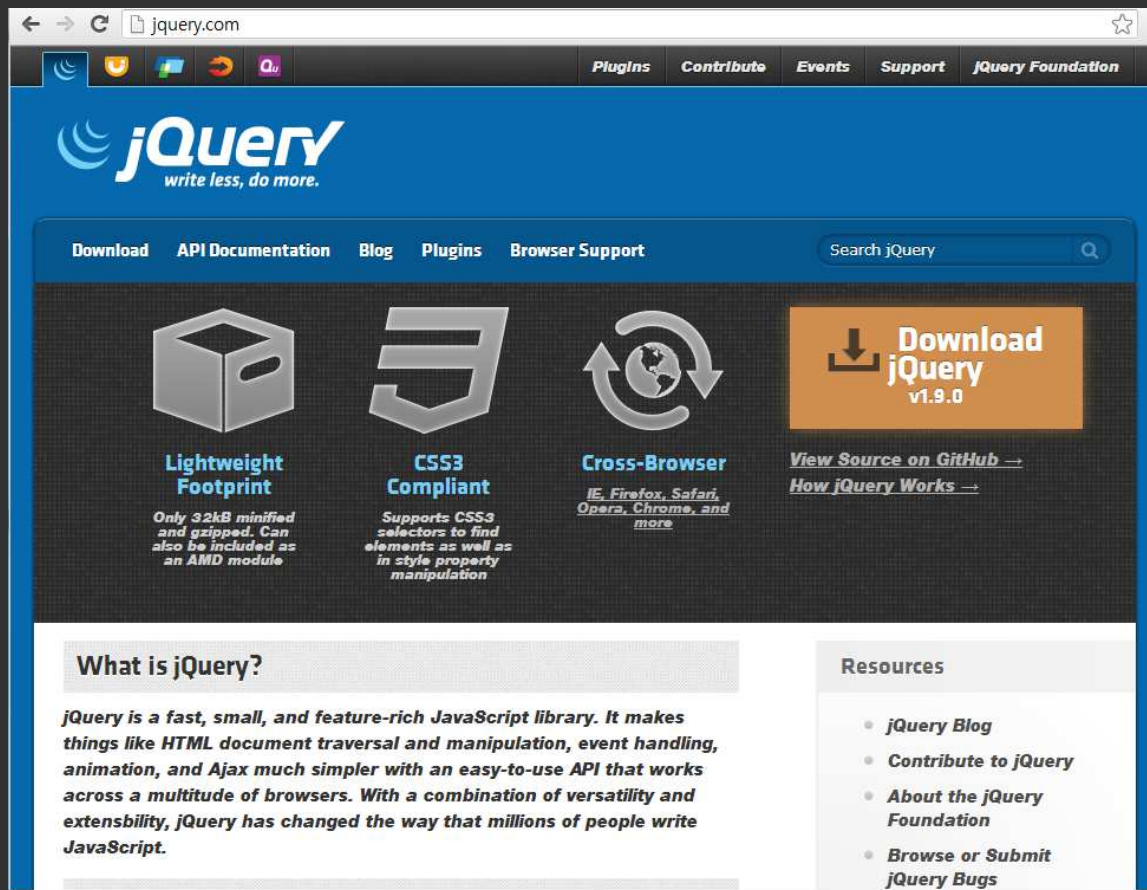 jquery.com
Qu
Plugins Contribute Events Support jQuery Foundation
jQuery
write less, do more.
Download API Documentation Blog Plugins Browser Support
Search jQuery
Lightweight
Footprint
Only 32kB minified
and gzipped. Can
also be included as
an AMD module
CSS3
Compliant
Supports CSS3
selectors to find
elements as well as
in style property
manipulation
Cross-Browser
IE, Firefox, Safari,
Opera, Chrome, and
more
Download
jQuery
v1.9.0
View Source on GitHub →
How jQuery Works →
What is jQuery?
jQuery is a fast, small, and feature-rich JavaScript library. It makes
things like HTML document traversal and manipulation, event handling,
animation, and Ajax much simpler with an easy-to-use API that works
across a multitude of browsers. With a combination of versatility and
extensbility, jQuery has changed the way that millions of people write
JavaScript.
Resources
jQuery Blog
Contribute to jQuery
About the jQuery
Foundation
Browse or Submit
jQuery Bugs